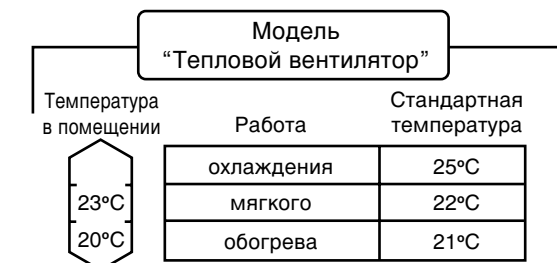 Модель
“Тепловой вентилятор”
Температура
в помещении
Работа
Стандартная
температура
охлаждения 25°C
23°C мягкого 22°C
20°C обогрева 21°C